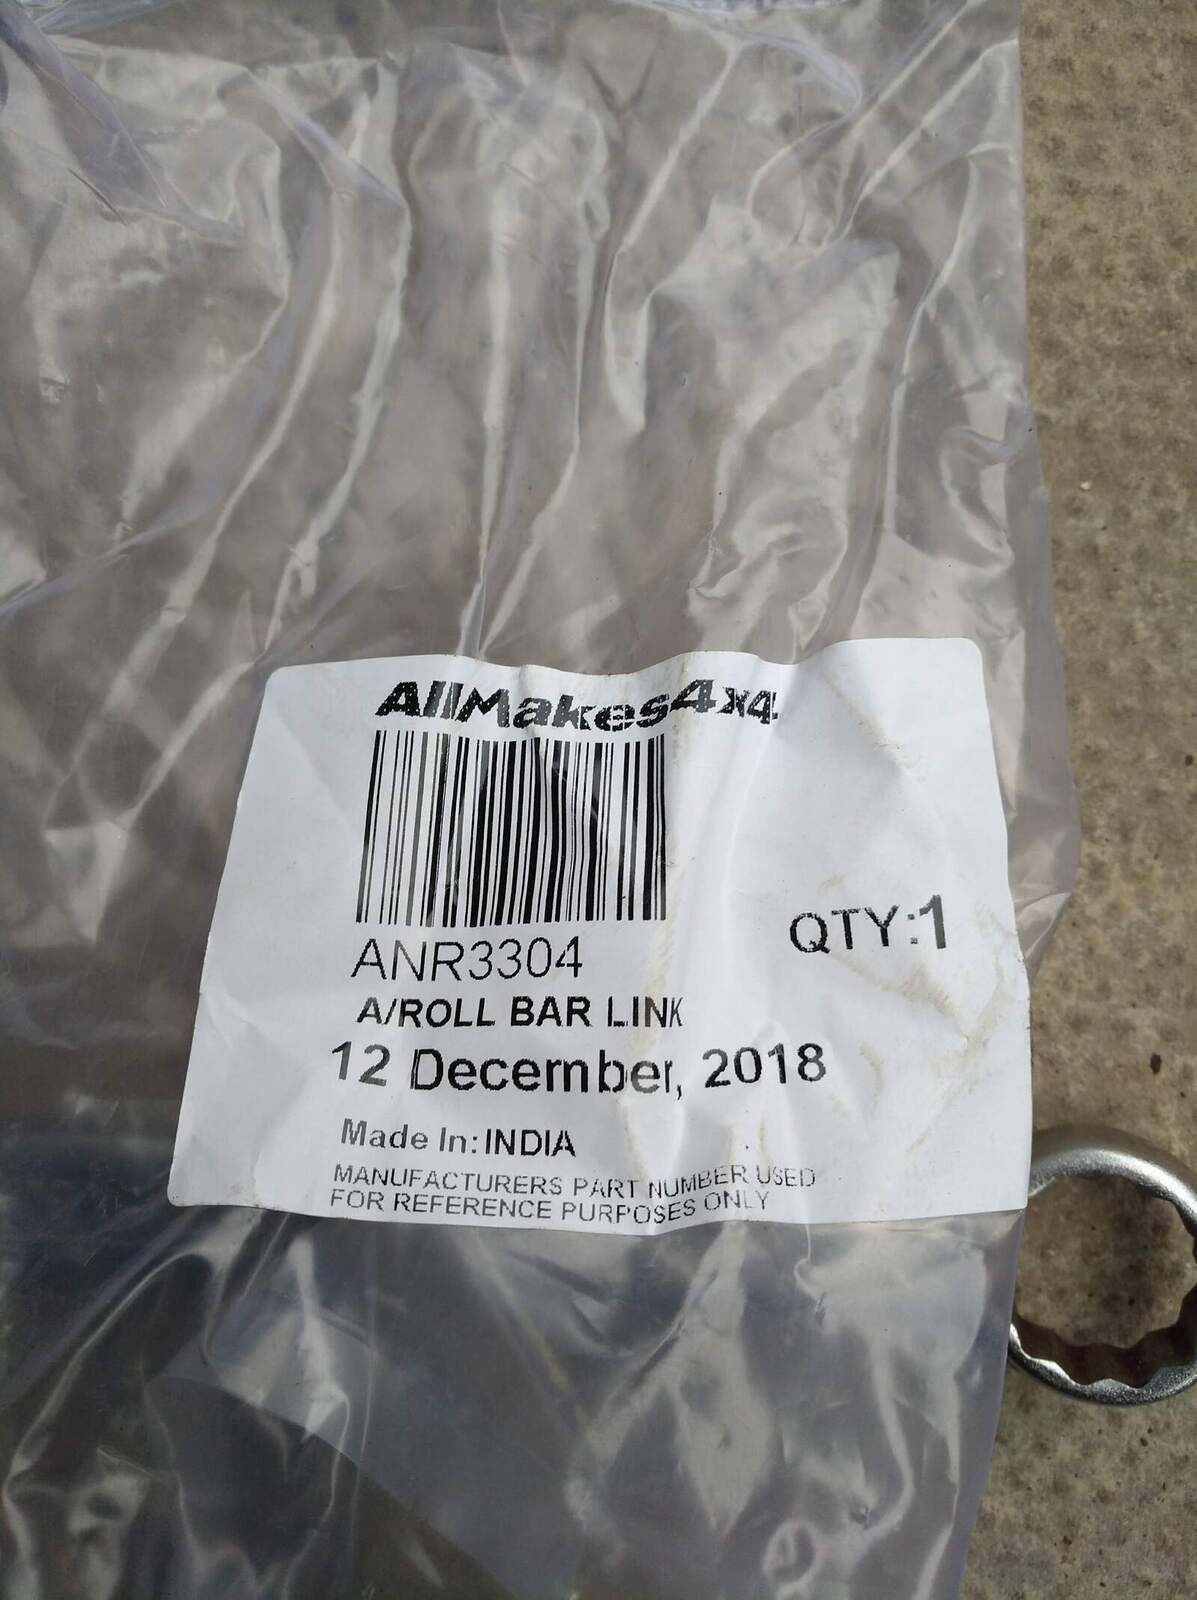 AllMakes4x4
ANR3304
QTY:1
A/ROLL BAR LINK
12 December, 2018
Made In: INDIA
MANUFACTURERS PART NUMBER USED
FOR REFERENCE PURPOSES ONLY